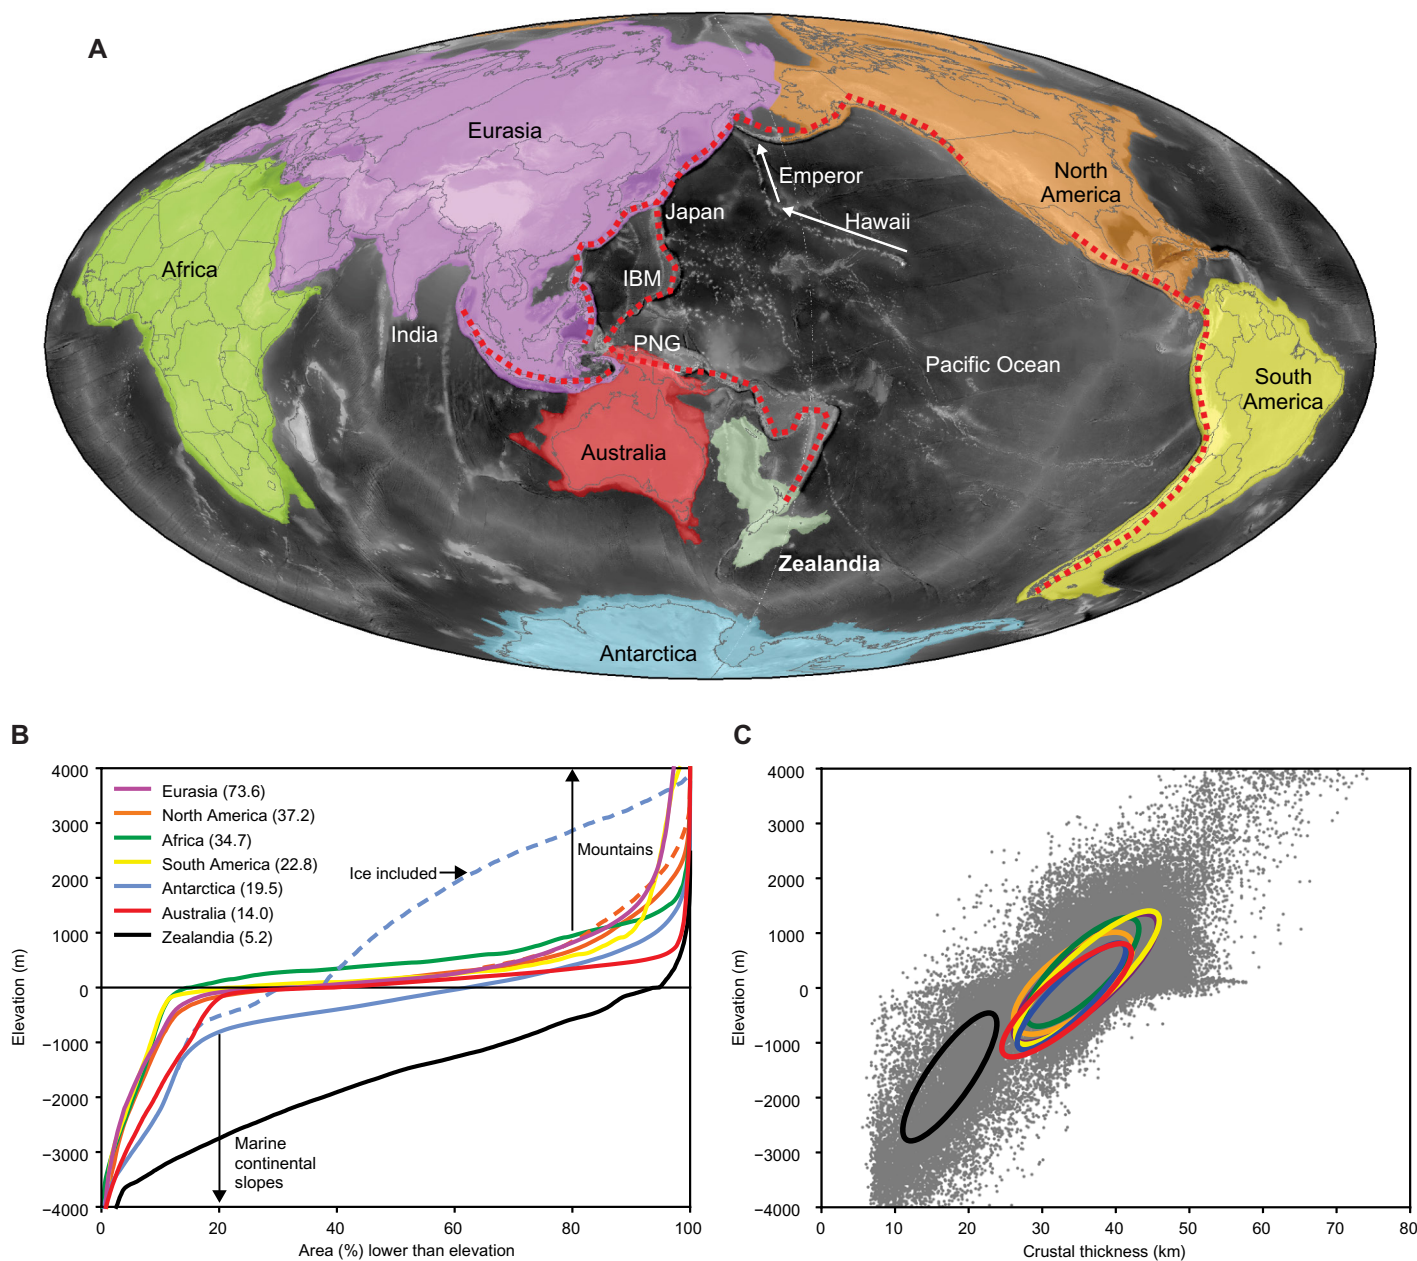 A
Eurasia
North
America
Emperor
Hawaii
Japan
Africa
IBM
India
PNG
Pacific Ocean
South
America
Australia
Zealandia
Antarctica
B
4000
3000
2000
1000
0
−1000
−2000
−3000
−4000
Elevation (m)
Eurasia (73.6)
North America (37.2)
Africa (34.7)
South America (22.8)
Antarctica (19.5)
Australia (14.0)
Zealandia (5.2)
Ice included
Mountains
Marine
continental
slopes
0 20 40 60 80 100
Area (%) lower than elevation
C
4000
3000
2000
1000
0
−1000
−2000
−3000
−4000
Elevation (m)
0 10 20 30 40 50 60 70 80
Crustal thickness (km)